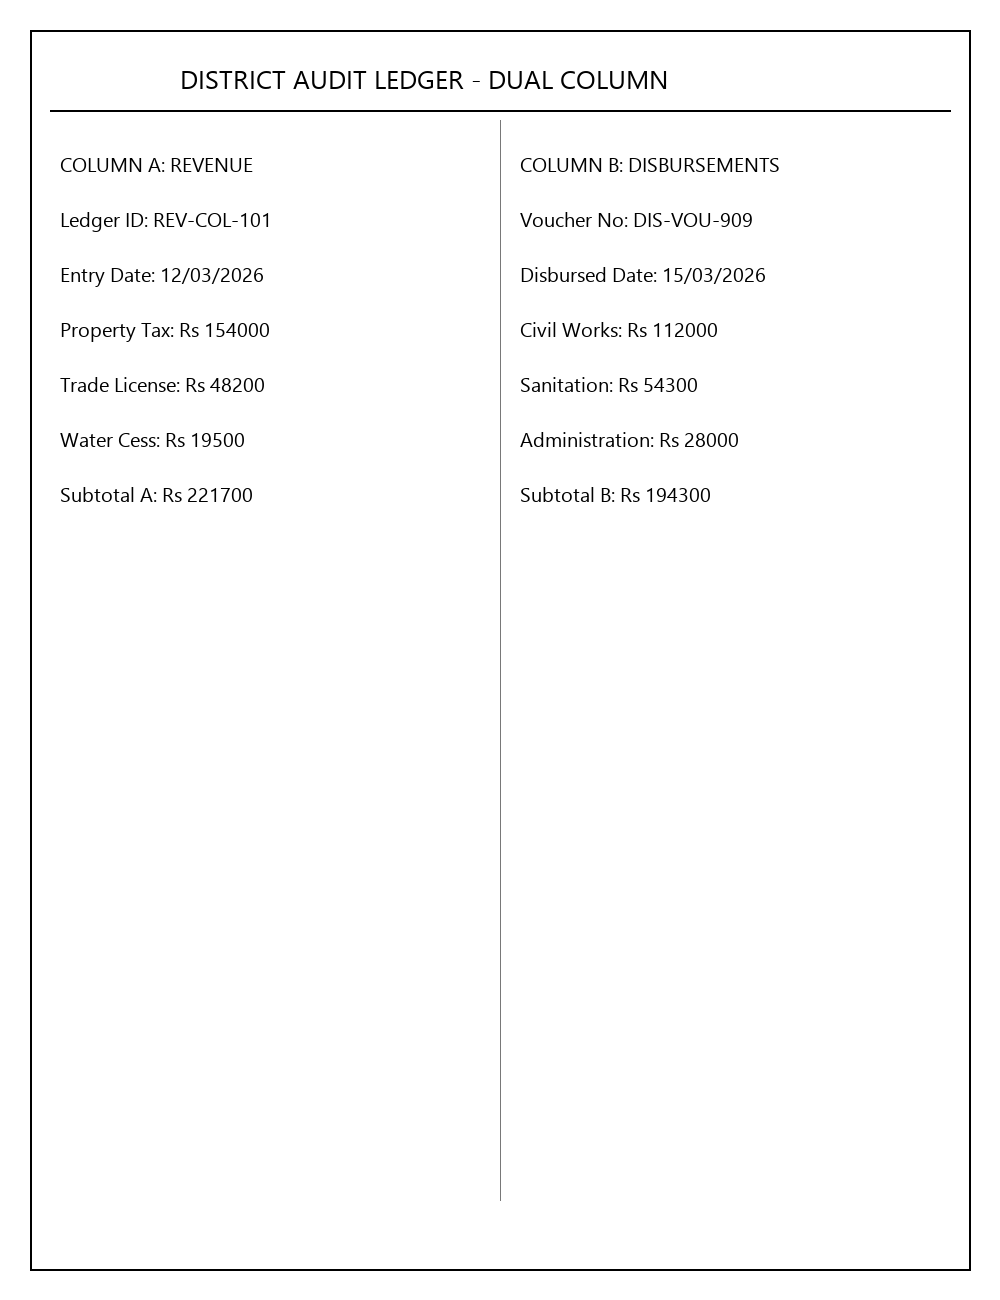 DISTRICT AUDIT LEDGER - DUAL COLUMN
COLUMN A: REVENUE
Ledger ID: REV-COL-101
Entry Date: 12/03/2026
Property Tax: Rs 154000
Trade License: Rs 48200
Water Cess: Rs 19500
Subtotal A: Rs 221700
COLUMN B: DISBURSEMENTS
Voucher No: DIS-VOU-909
Disbursed Date: 15/03/2026
Civil Works: Rs 112000
Sanitation: Rs 54300
Administration: Rs 28000
Subtotal B: Rs 194300